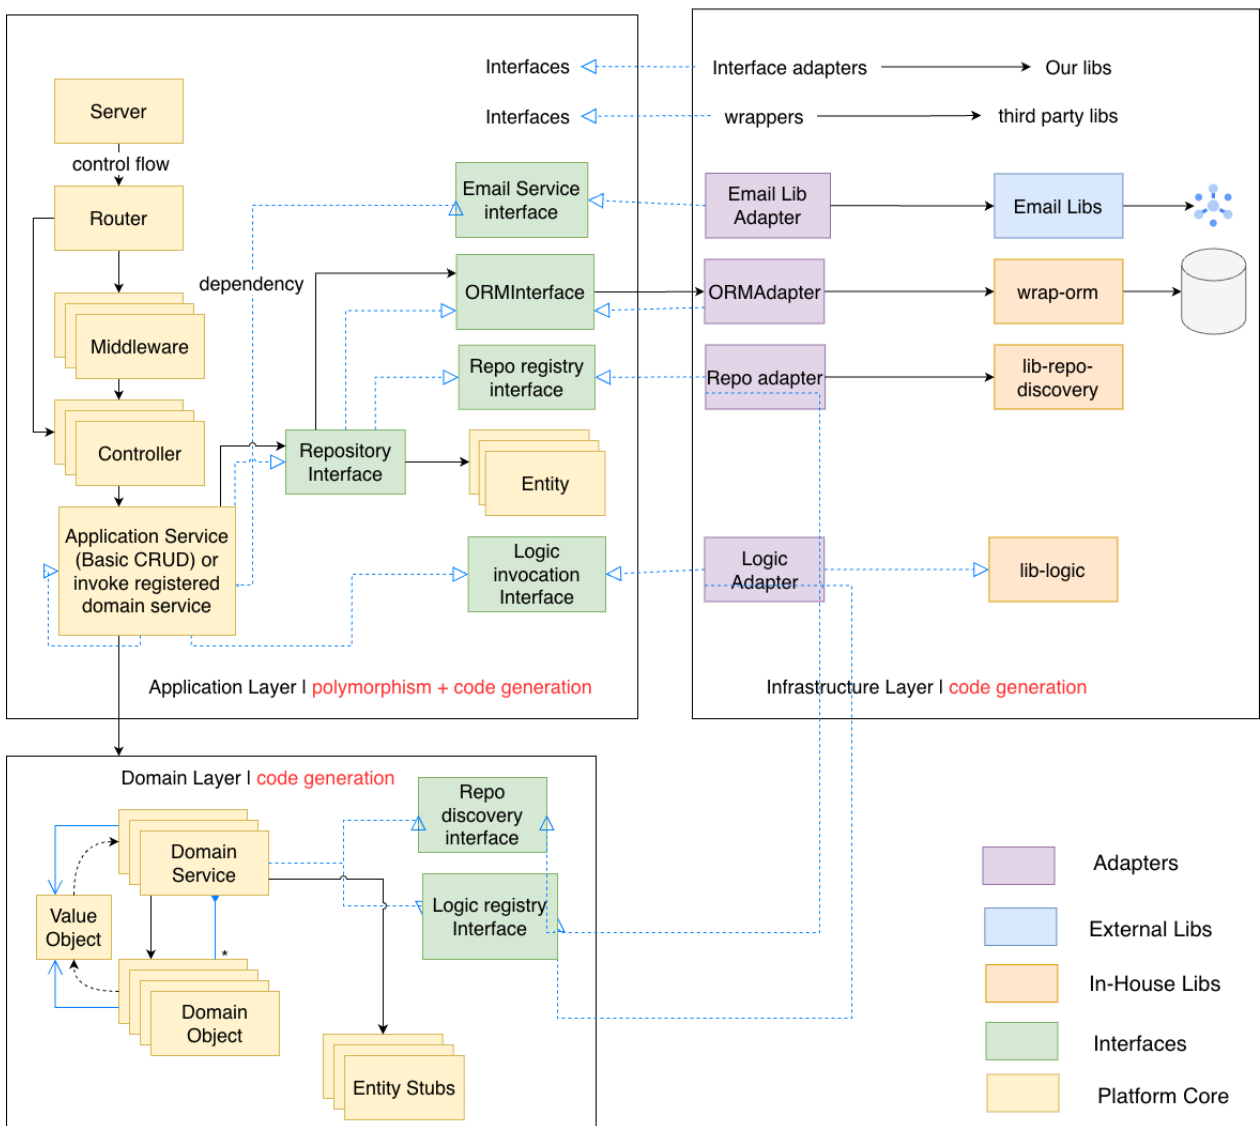 Interfaces
Interface adapters
Our libs
Interfaces
wrappers
third party libs
Server
control flow
Router
dependency
Middleware
Controller
Application Service
(Basic CRUD) or
invoke registered
domain service
Email Service
interface
ORMInterface
Repo registry
interface
Repository
Interface
Entity
Logic
invocation
Interface
Application Layer | polymorphism + code generation
Email Lib
Adapter
Email Libs
ORMAdapter
wrap-orm
Repo adapter
lib-repo-
discovery
Logic
Adapter
lib-logic
Infrastructure Layer | code generation
Domain Layer | code generation
Repo
discovery
interface
Domain
Service
Value
Object
Logic registry
Interface
*
Domain
Object
Entity Stubs
Adapters
External Libs
In-House Libs
Interfaces
Platform Core